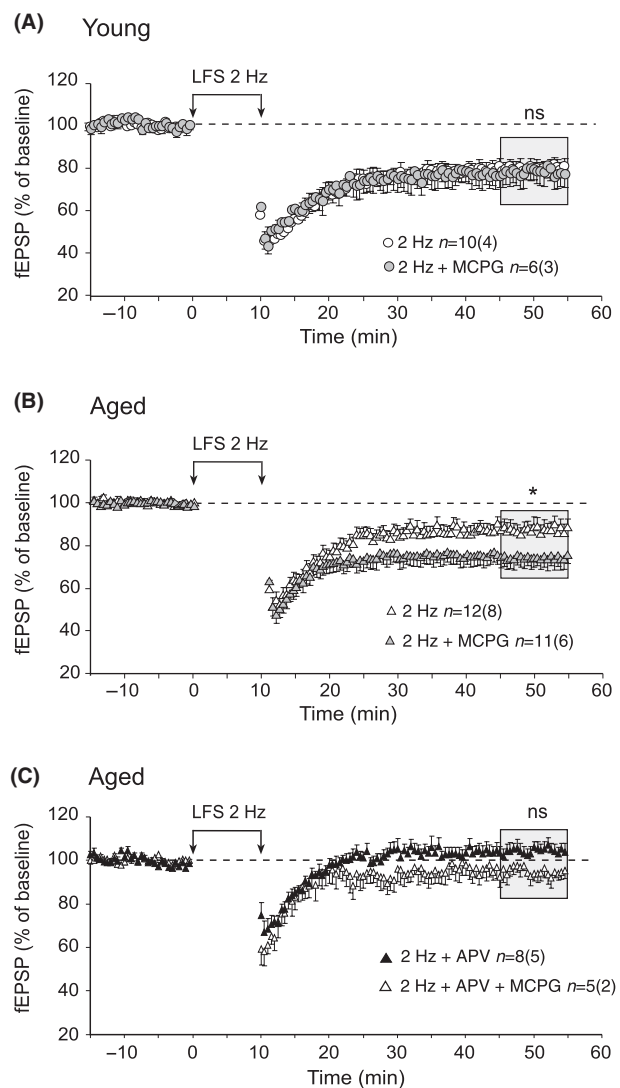 (A) Young
LFS 2 Hz
ns
fEPSP (% of baseline)
120
100
80
60
40
20
2 Hz n=10(4)
2 Hz + MCPG n=6(3)
–10 0 10 20 30 40 50 60
Time (min)
(B) Aged
LFS 2 Hz
*
fEPSP (% of baseline)
120
100
80
60
40
20
2 Hz n=12(8)
2 Hz + MCPG n=11(6)
–10 0 10 20 30 40 50 60
Time (min)
(C) Aged
LFS 2 Hz
ns
fEPSP (% of baseline)
120
100
80
60
40
20
2 Hz + APV n=8(5)
2 Hz + APV + MCPG n=5(2)
–10 0 10 20 30 40 50 60
Time (min)